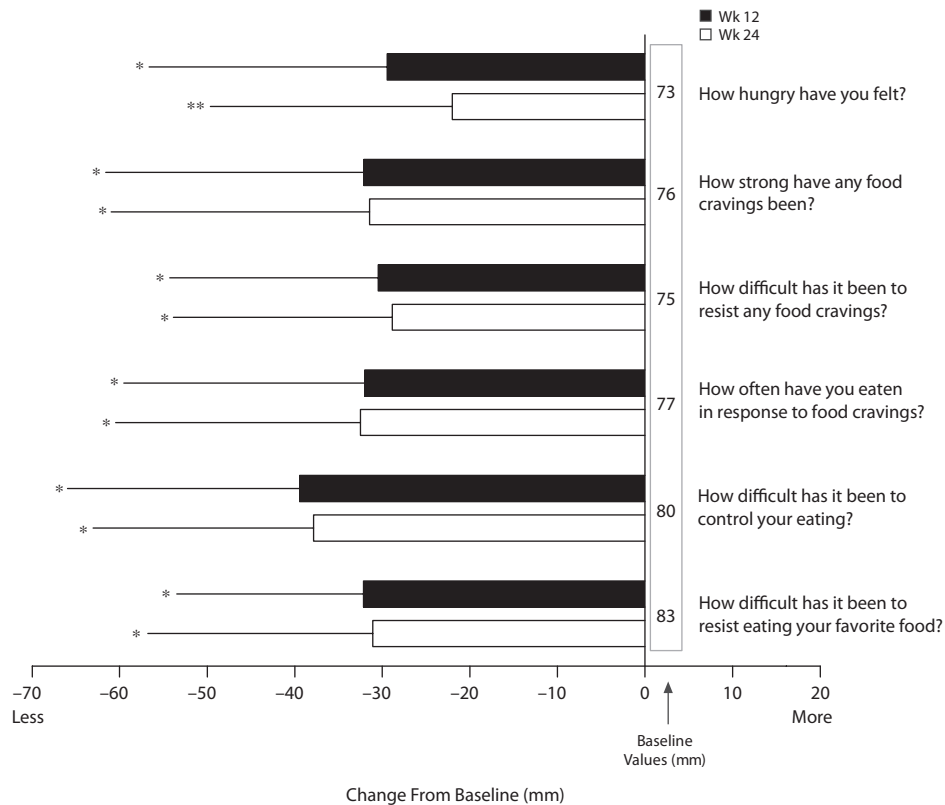 Wk 12
Wk 24
*
73
How hungry have you felt?
**
*
76
How strong have any food
cravings been?
*
*
75
How difficult has it been to
resist any food cravings?
*
*
77
How often have you eaten
in response to food cravings?
*
*
80
How difficult has it been to
control your eating?
*
*
83
How difficult has it been to
resist eating your favorite food?
*
–70 –60 –50 –40 –30 –20 –10 0 10 20
Less More
Baseline
Values (mm)
Change From Baseline (mm)